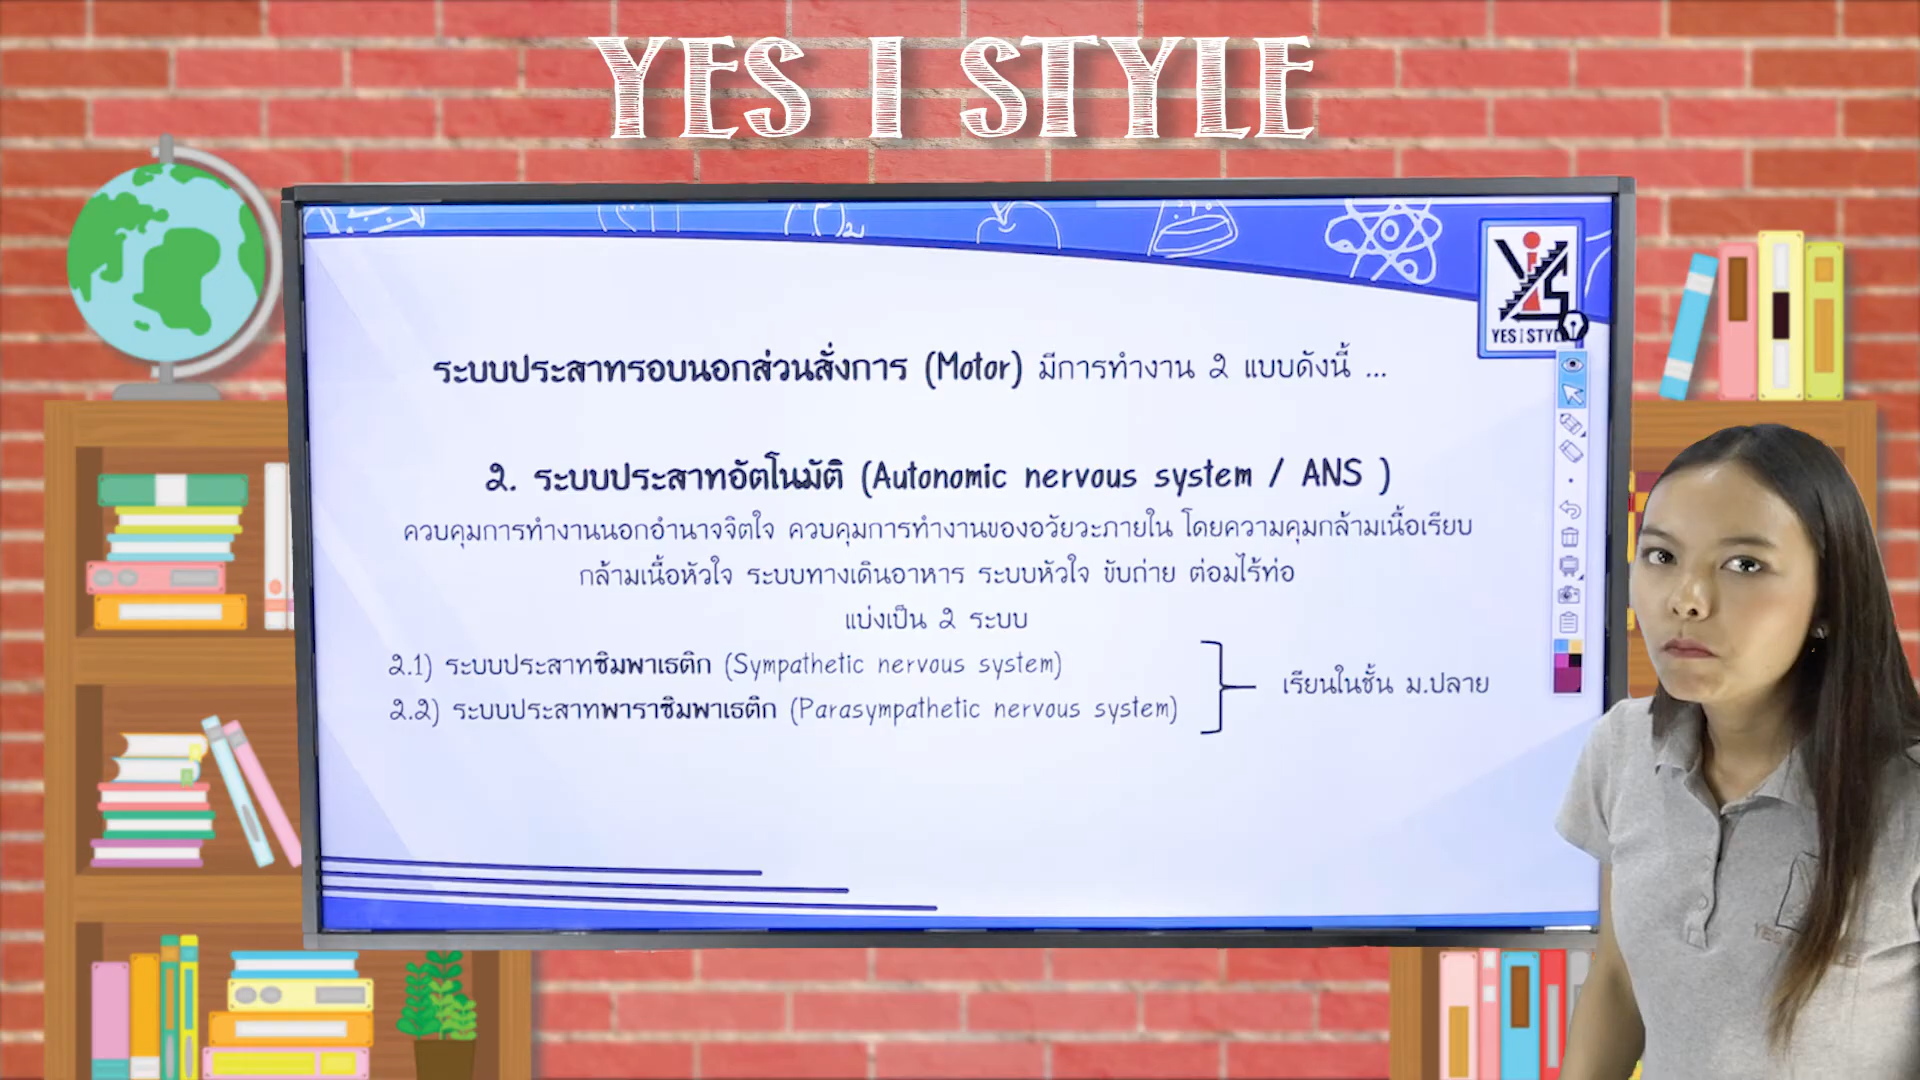 YES I STYLE
YES I STYLE
ระบบประสาทรอบนอกส่วนสั่งการ (Motor) มีการทำงาน 2 แบบดังนี้ ...
2. ระบบประสาทอัตโนมัติ (Autonomic nervous system / ANS )
ควบคุมการทำงานนอกอำนาจจิตใจ ควบคุมการทำงานของอวัยวะภายใน โดยความคุมกล้ามเนื้อเรียบ
กล้ามเนื้อหัวใจ ระบบทางเดินอาหาร ระบบหัวใจ ขับถ่าย ต่อมไร้ท่อ
แบ่งเป็น 2 ระบบ
2.1) ระบบประสาทซิมพาเธติก (Sympathetic nervous system)
2.2) ระบบประสาทพาราซิมพาเธติก (Parasympathetic nervous system)
เรียนในชั้น ม.ปลาย